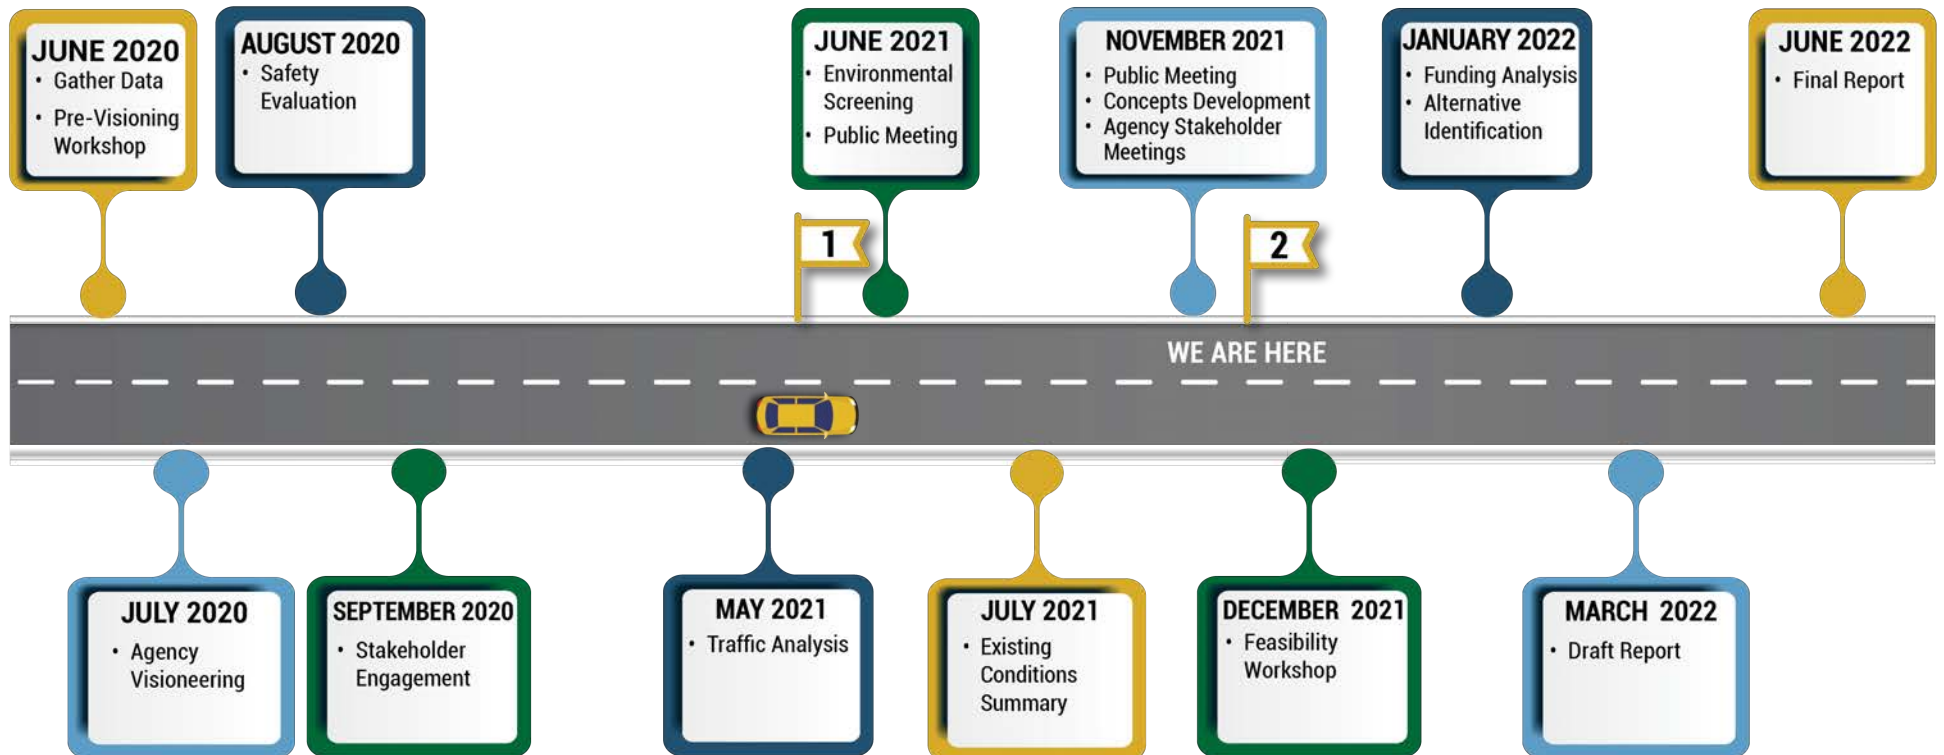 JUNE 2020
• Gather Data
• Pre-Visioning
Workshop
AUGUST 2020
• Safety
Evaluation
JUNE 2021
• Environmental
Screening
• Public Meeting
NOVEMBER 2021
• Public Meeting
• Concepts Development
• Agency Stakeholder
Meetings
JANUARY 2022
• Funding Analysis
• Alternative
Identification
JUNE 2022
• Final Report
1
2
WE ARE HERE
JULY 2020
• Agency
Visioneering
SEPTEMBER 2020
• Stakeholder
Engagement
MAY 2021
• Traffic Analysis
JULY 2021
• Existing
Conditions
Summary
DECEMBER 2021
• Feasibility
Workshop
MARCH 2022
• Draft Report